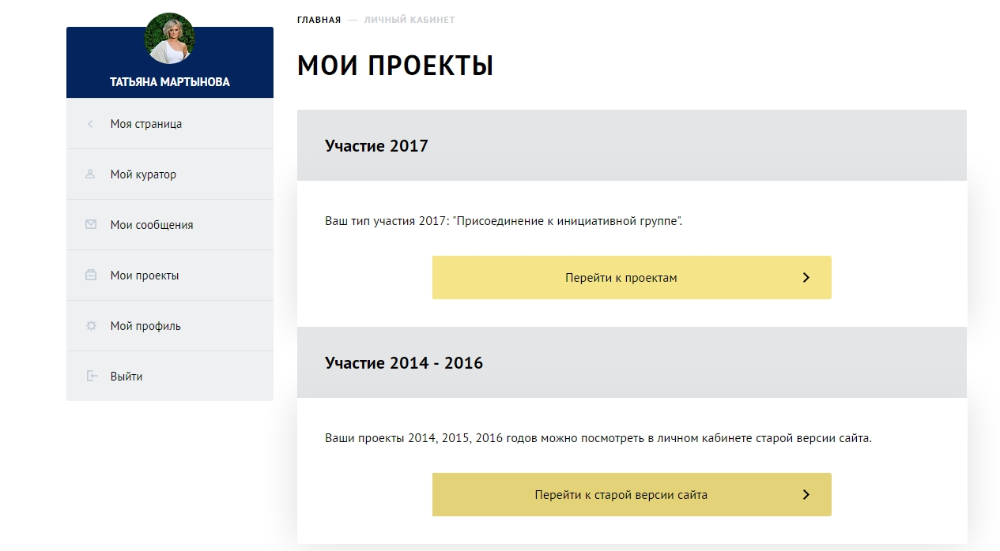 ГЛАВНАЯ — ЛИЧНЫЙ КАБИНЕТ
ТАТЬЯНА МАРТЫНОВА
Моя страница
Мой куратор
Мои сообщения
Мои проекты
Мой профиль
Выйти
МОИ ПРОЕКТЫ
Участие 2017
Ваш тип участия 2017: "Присоединение к инициативной группе".
Перейти к проектам
Участие 2014 - 2016
Ваши проекты 2014, 2015, 2016 годов можно посмотреть в личном кабинете старой версии сайта.
Перейти к старой версии сайта